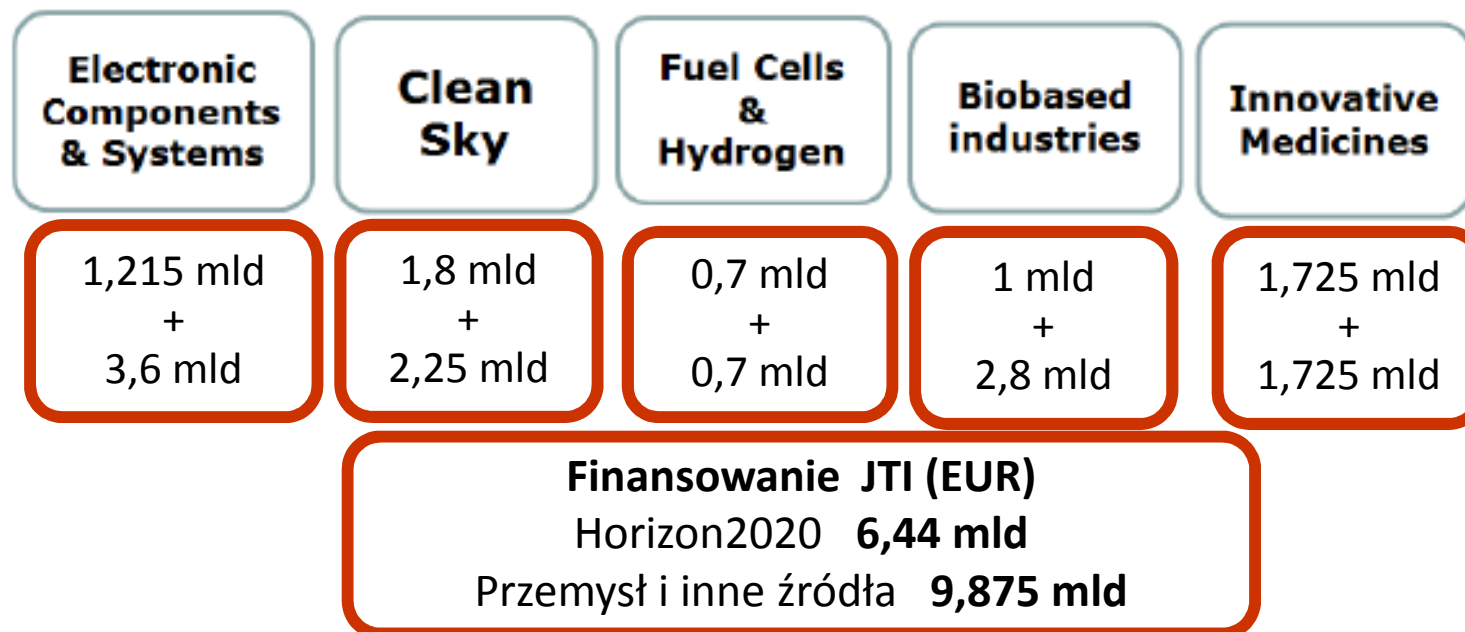 Electronic
Components
& Systems
Clean
Sky
Fuel Cells
&
Hydrogen
Biobased
industries
Innovative
Medicines
1,215 mld
+
3,6 mld
1,8 mld
+
2,25 mld
0,7 mld
+
0,7 mld
1 mld
+
2,8 mld
1,725 mld
+
1,725 mld
Finansowanie JTI (EUR)
Horizon2020 6,44 mld
Przemysł i inne źródła 9,875 mld